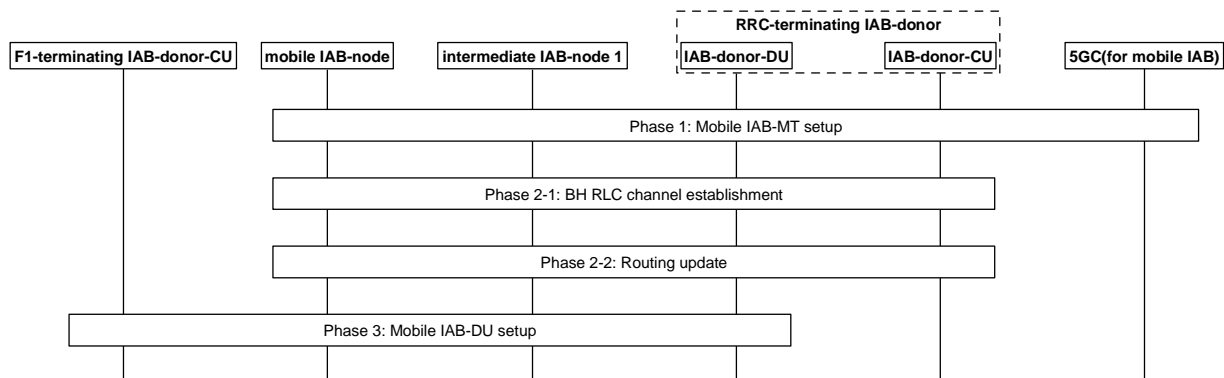 RRC-terminating IAB-donor
F1-terminating IAB-donor-CU
mobile IAB-node
intermediate IAB-node 1
IAB-donor-DU
IAB-donor-CU
5GC(for mobile IAB)
Phase 1: Mobile IAB-MT setup
Phase 2-1: BH RLC channel establishment
Phase 2-2: Routing update
Phase 3: Mobile IAB-DU setup